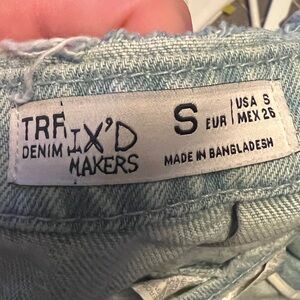 TRF
DENIM
IX'D
MAKERS
S EUR
USA S
MEX 26
MADE IN BANGLADESH